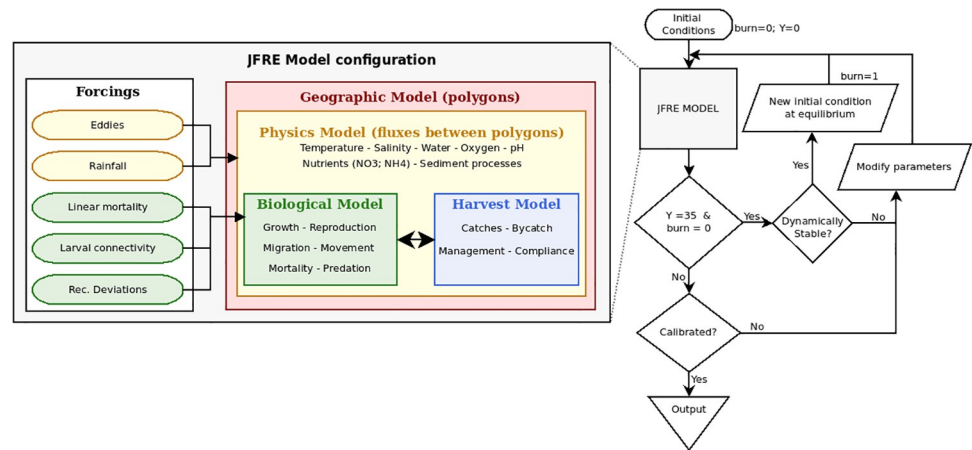 JFRE Model configuration
Forcings
Eddies
Rainfall
Linear mortality
Larval connectivity
Rec. Deviations
Geographic Model (polygons)
Physics Model (fluxes between polygons)
Temperature - Salinity - Water - Oxygen - pH
Nutrients (NO3; NH4) - Sediment processes
Biological Model
Growth - Reproduction
Migration - Movement
Mortality - Predation
Harvest Model
Catches - Bycatch
Management - Compliance
Initial
Conditions
burn=0; Y=0
JFRE MODEL
burn=1
New initial condition
at equilibrium
Modify parameters
Yes
Y =35 &
burn = 0
Yes
Dynamically
Stable?
No
No
Calibrated?
No
Yes
Output